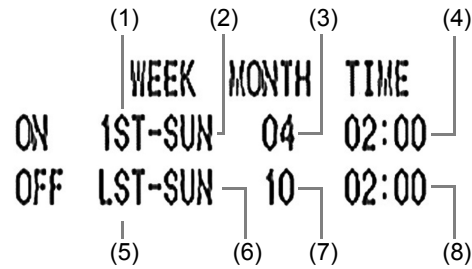 (1) (2) (3) (4)
WEEK MONTH TIME
ON 1ST-SUN 04 02:00
OFF LST-SUN 10 02:00
(5) (6) (7) (8)